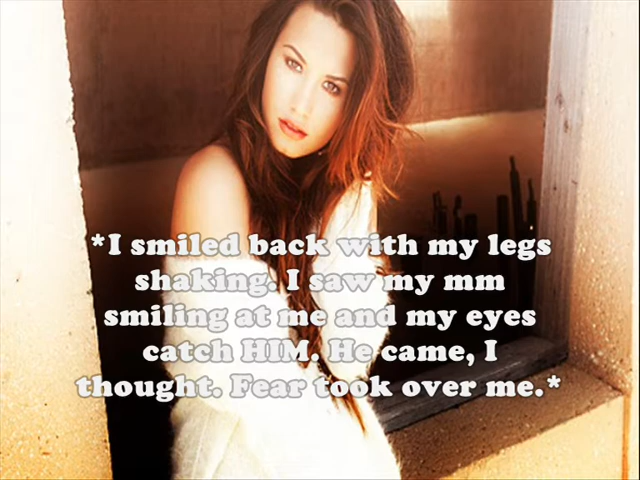 *I smiled back with my legs
shaking. I saw my mm
smiling at me and my eyes
catch HIM. He came, I
thought. Fear took over me.*